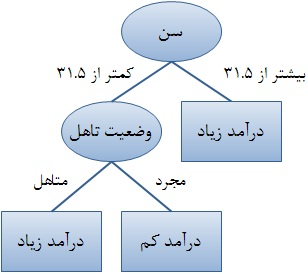 سن
بیشتر از ۳۱.۵
کمتر از ۳۱.۵
درآمد زیاد
وضعیت تاهل
مجرد
متاهل
درآمد کم
درآمد زیاد